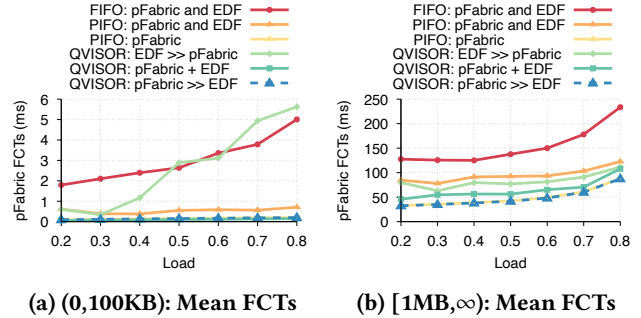 FIFO: pFabric and EDF
PIFO: pFabric and EDF
PIFO: pFabric
QVISOR: EDF >> pFabric
QVISOR: pFabric + EDF
QVISOR: pFabric >> EDF
6
5
4
3
2
1
0
pFabric FCTs (ms)
0.2 0.3 0.4 0.5 0.6 0.7 0.8
Load
(a) (0,100KB): Mean FCTs
FIFO: pFabric and EDF
PIFO: pFabric and EDF
PIFO: pFabric
QVISOR: EDF >> pFabric
QVISOR: pFabric + EDF
QVISOR: pFabric >> EDF
250
200
150
100
50
0
pFabric FCTs (ms)
0.2 0.3 0.4 0.5 0.6 0.7 0.8
Load
(b) [1MB,∞): Mean FCTs